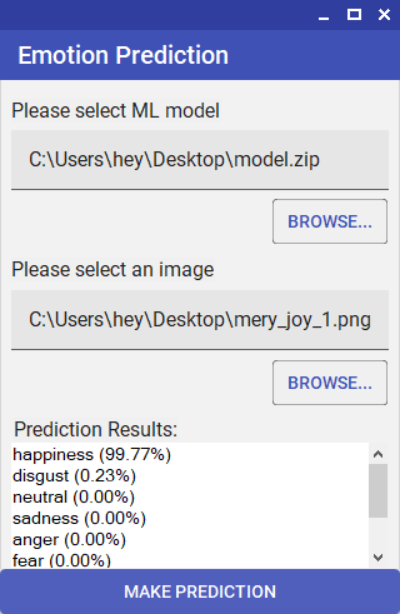 Emotion Prediction
Please select ML model
C:\Users\hey\Desktop\model.zip
BROWSE...
Please select an image
C:\Users\hey\Desktop\mery_joy_1.png
BROWSE...
Prediction Results:
happiness (99.77%)
disgust (0.23%)
neutral (0.00%)
sadness (0.00%)
anger (0.00%)
fear (0.00%)
MAKE PREDICTION